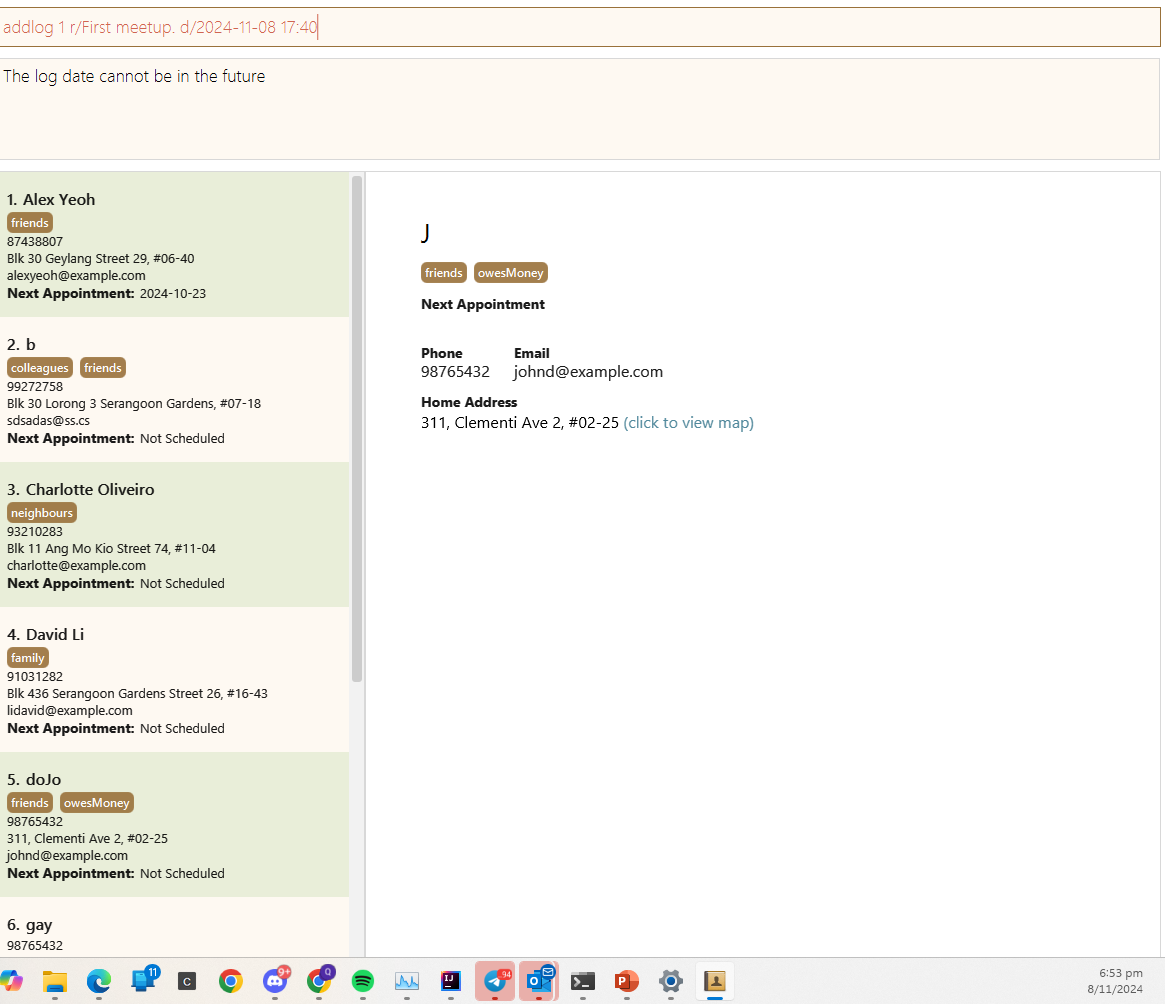 addlog 1 r/First meetup. d/2024-11-08 17:40
The log date cannot be in the future
1. Alex Yeoh
friends
87438807
Blk 30 Geylang Street 29, #06-40
alexyeoh@example.com
Next Appointment: 2024-10-23
2. b
colleagues friends
99272758
Blk 30 Lorong 3 Serangoon Gardens, #07-18
sdsadas@ss.cs
Next Appointment: Not Scheduled
3. Charlotte Oliveiro
neighbours
93210283
Blk 11 Ang Mo Kio Street 74, #11-04
charlotte@example.com
Next Appointment: Not Scheduled
4. David Li
family
91031282
Blk 436 Serangoon Gardens Street 26, #16-43
lidavid@example.com
Next Appointment: Not Scheduled
5. doJo
friends owesMoney
98765432
311, Clementi Ave 2, #02-25
johnd@example.com
Next Appointment: Not Scheduled
6. gay
98765432
J
friends owesMoney
Next Appointment
Phone Email
98765432 johnd@example.com
Home Address
311, Clementi Ave 2, #02-25 (click to view map)
11 C 9+ Q IJ 94 P
6:53 pm
8/11/2024